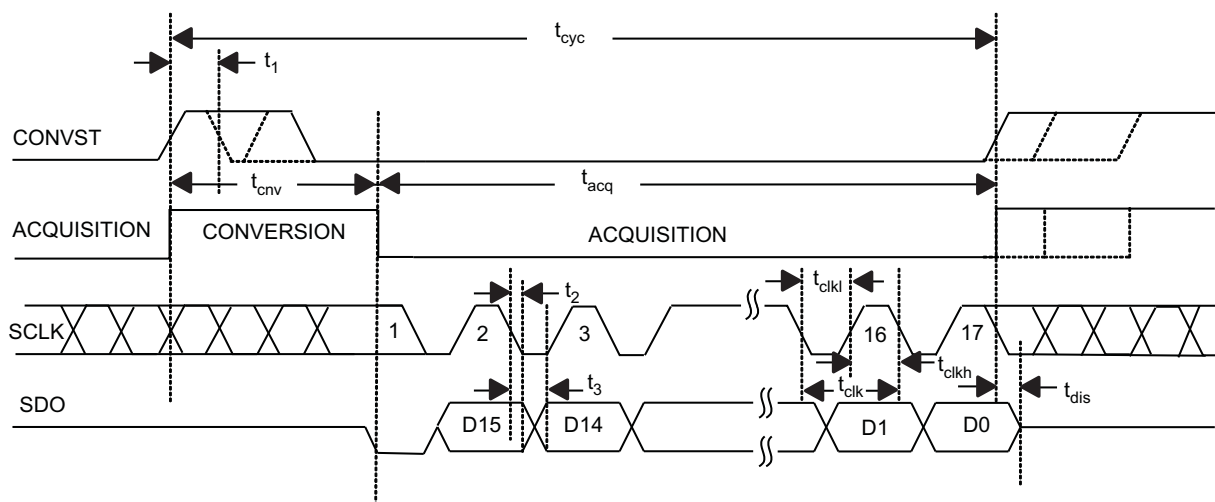 tcyc
t1
CONVST
tcnv
tacq
ACQUISITION
CONVERSION
ACQUISITION
tclkl
t2
SCLK
1
2
3
16
17
tclkh
t3
tclk
tdis
SDO
D15
D14
D1
D0